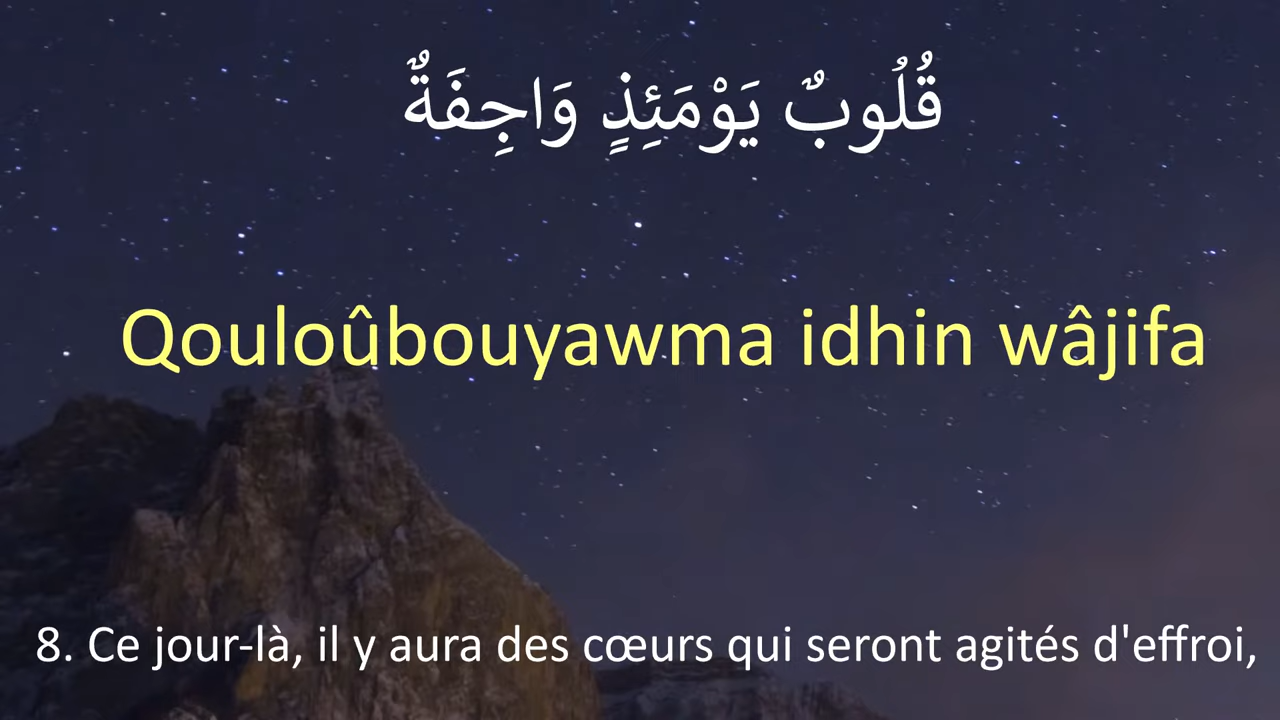 قُلُوبٌ يَوْمَئِذٍ وَاجِفَةٌ
Qouloûbouyawma idhin wâjifa
8. Ce jour-là, il y aura des cœurs qui seront agités d'effroi,